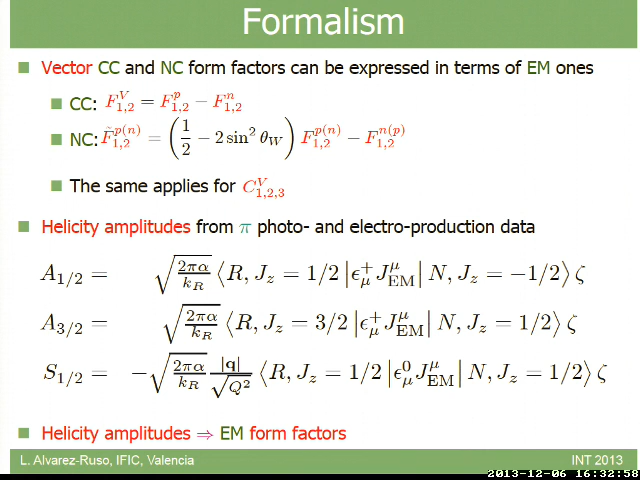 Formalism
Vector CC and NC form factors can be expressed in terms of EM ones
CC: F^V_{1,2} = F^p_{1,2} − F^n_{1,2}
NC: F̃^{p(n)}_{1,2} = (1/2 − 2 sin² θ_W) F^{p(n)}_{1,2} − F^{n(p)}_{1,2}
The same applies for C^V_{1,2,3}
Helicity amplitudes from π photo- and electro-production data
A_{1/2} = √(2πα/k_R) ⟨R, J_z = 1/2 |ϵ^+_μ J^μ_EM| N, J_z = −1/2⟩ ζ
A_{3/2} = √(2πα/k_R) ⟨R, J_z = 3/2 |ϵ^+_μ J^μ_EM| N, J_z = 1/2⟩ ζ
S_{1/2} = −√(2πα/k_R) |q|/√Q² ⟨R, J_z = 1/2 |ϵ^0_μ J^μ_EM| N, J_z = 1/2⟩ ζ
Helicity amplitudes ⇒ EM form factors
L. Alvarez-Ruso, IFIC, Valencia
INT 2013
2013-12-06 16:32:58